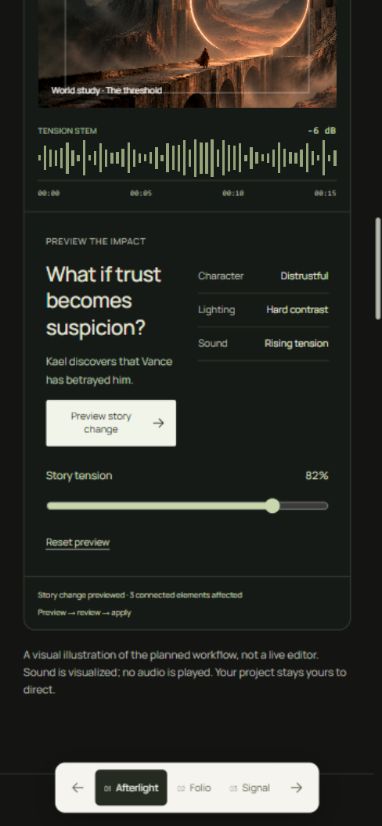 World study · The threshold
TENSION STEM -6 dB
00:00 00:05 00:10 00:15
PREVIEW THE IMPACT
What if trust
becomes
suspicion?
Kael discovers that Vance
has betrayed him.
Preview story
change →
Character Distrustful
Lighting Hard contrast
Sound Rising tension
Story tension 82%
Reset preview
Story change previewed · 3 connected elements affected
Preview → review → apply
A visual illustration of the planned workflow, not a live editor.
Sound is visualized; no audio is played. Your project stays yours to
direct.
← 01 Afterlight 02 Folio 03 Signal →